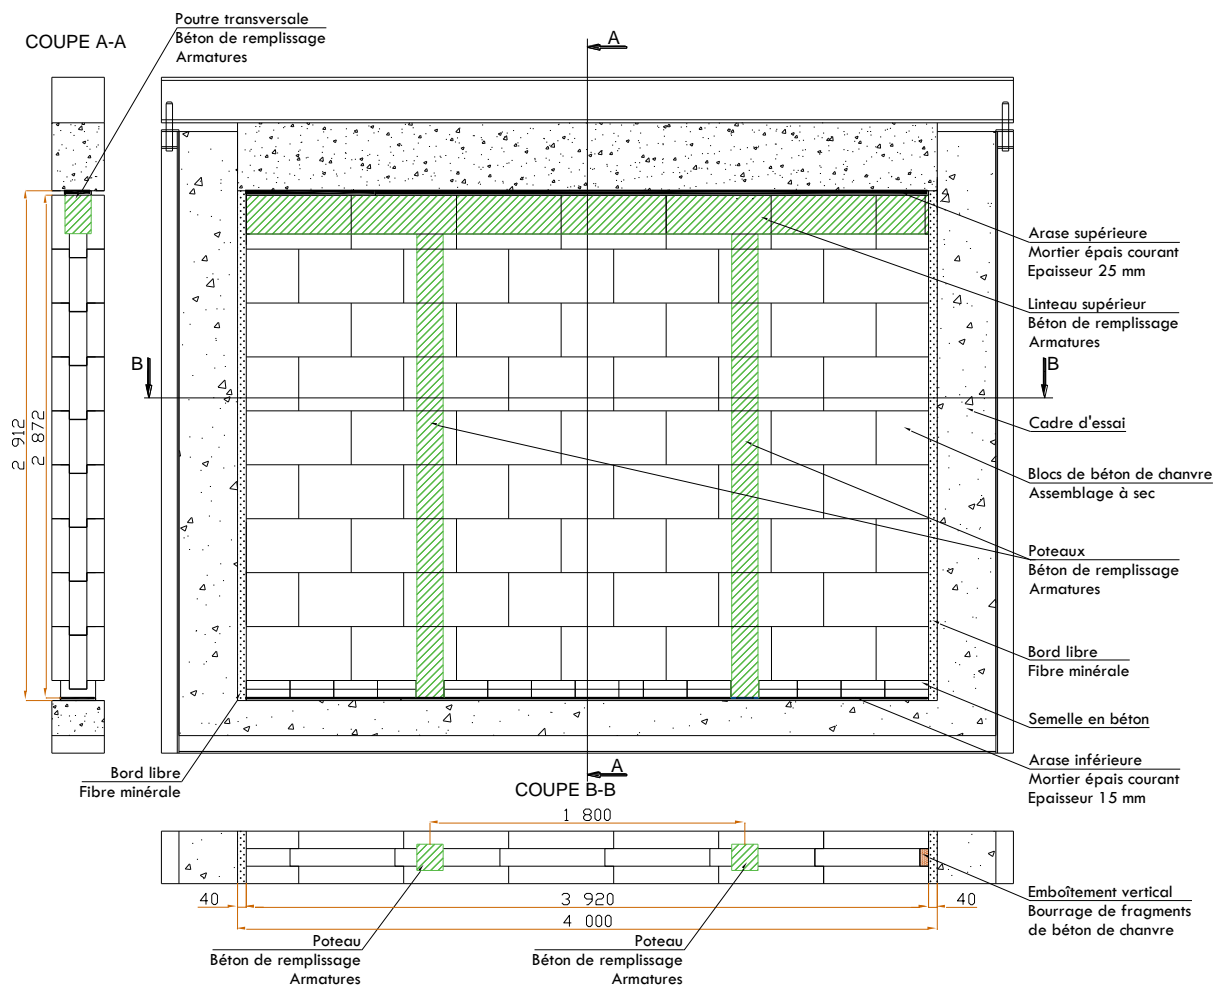 Poutre transversale
Béton de remplissage
Armatures
COUPE A-A
A
Arase supérieure
Mortier épais courant
Epaisseur 25 mm
Linteau supérieur
Béton de remplissage
Armatures
B
B
2 912
2 872
Cadre d'essai
Blocs de béton de chanvre
Assemblage à sec
Poteaux
Béton de remplissage
Armatures
Bord libre
Fibre minérale
Semelle en béton
Arase inférieure
Mortier épais courant
Epaisseur 15 mm
Bord libre
Fibre minérale
A
COUPE B-B
1 800
40
3 920
40
4 000
Emboîtement vertical
Bourrage de fragments
de béton de chanvre
Poteau
Béton de remplissage
Armatures
Poteau
Béton de remplissage
Armatures